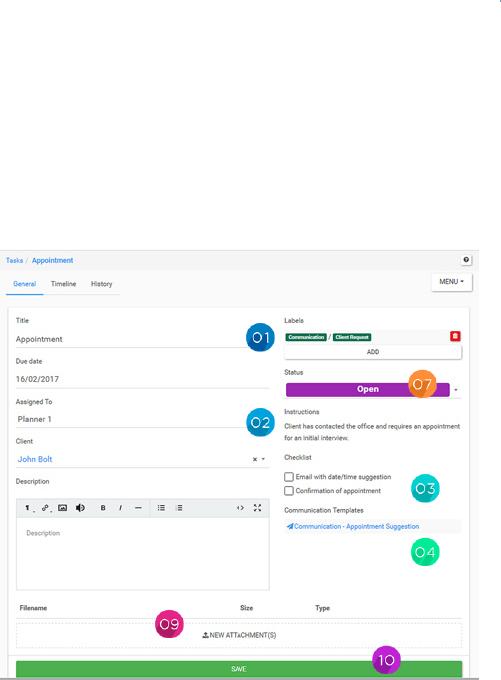 Tasks / Appointment
?
General Timeline History
MENU
Title
Appointment
01
Due date
16/02/2017
Assigned To
Planner 1
02
Client
John Bolt
×
Description
¶ B I —
Description
Labels
Communication / Client Request
ADD
Status
Open
07
Instructions
Client has contacted the office and requires an appointment
for an initial interview.
Checklist
Email with date/time suggestion
Confirmation of appointment
03
Communication Templates
Communication - Appointment Suggestion
04
Filename Size Type
09
NEW ATTACHMENT(S)
10
SAVE